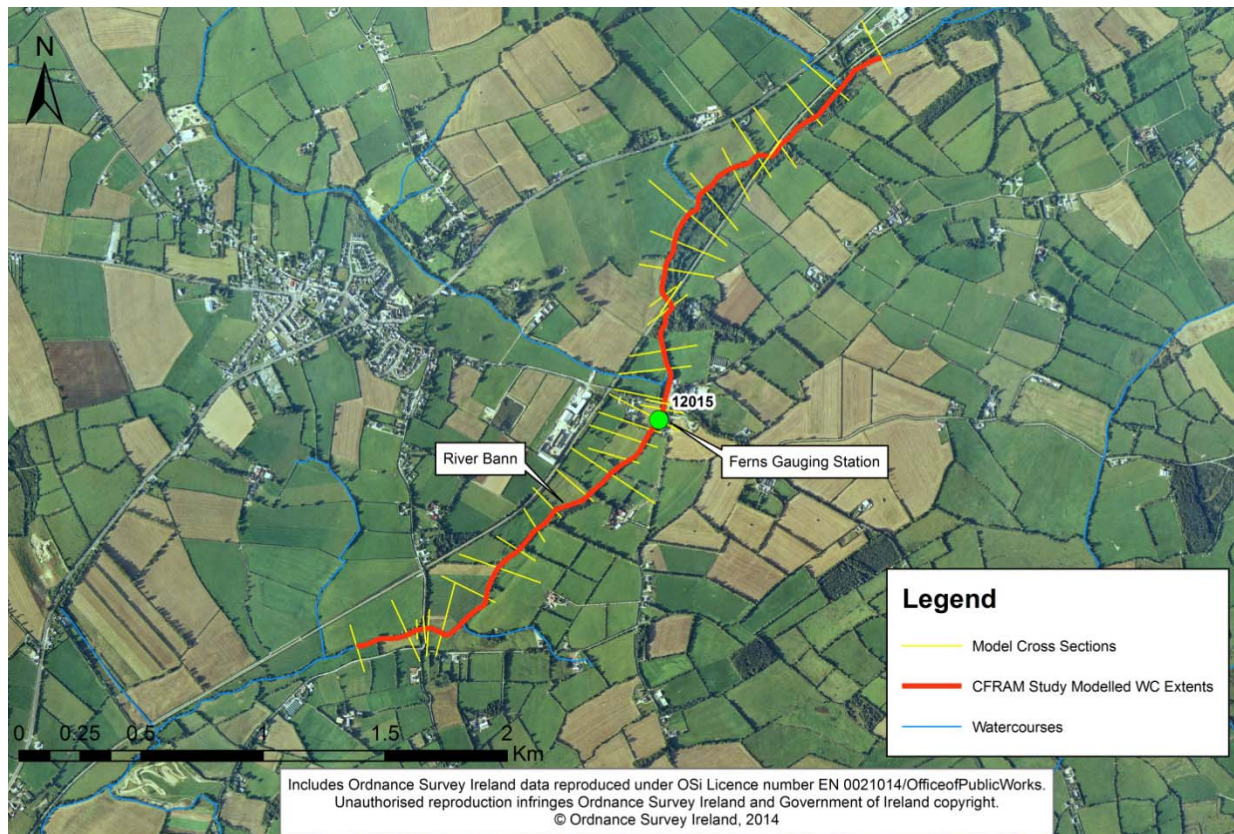 N
12015
River Bann
Ferns Gauging Station
Legend
Model Cross Sections
CFRAM Study Modelled WC Extents
Watercourses
0 0.25 0.5 1 1.5 2
Km
Includes Ordnance Survey Ireland data reproduced under OSi Licence number EN 0021014/OfficeofPublicWorks.
Unauthorised reproduction infringes Ordnance Survey Ireland and Government of Ireland copyright.
© Ordnance Survey Ireland, 2014